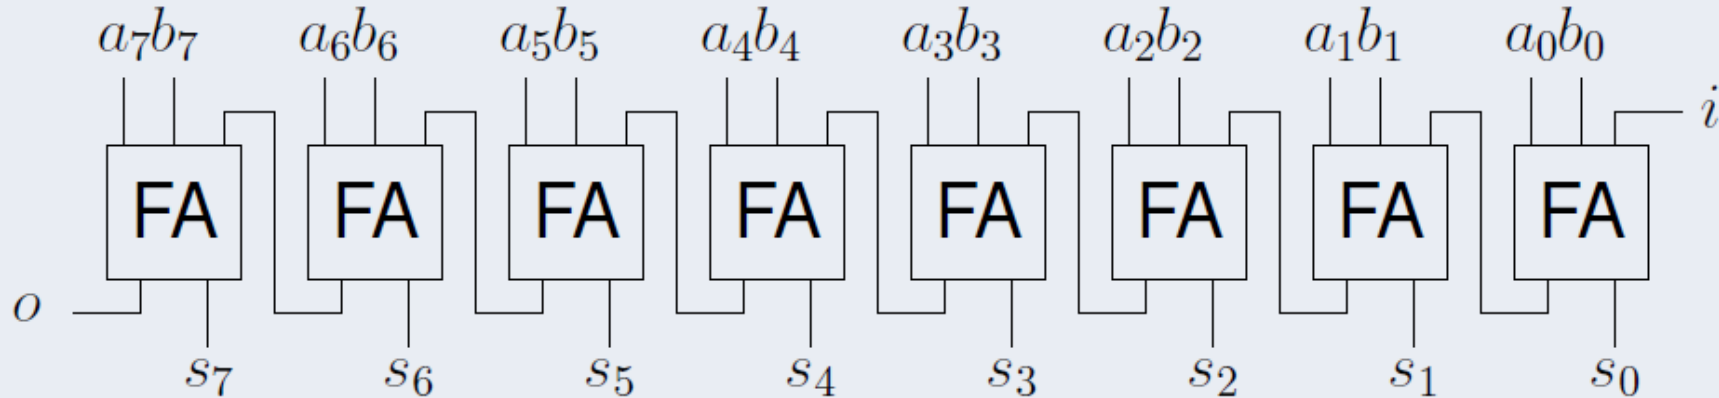 a₇b₇ a₆b₆ a₅b₅ a₄b₄ a₃b₃ a₂b₂ a₁b₁ a₀b₀
i
FA FA FA FA FA FA FA FA
o
s₇ s₆ s₅ s₄ s₃ s₂ s₁ s₀